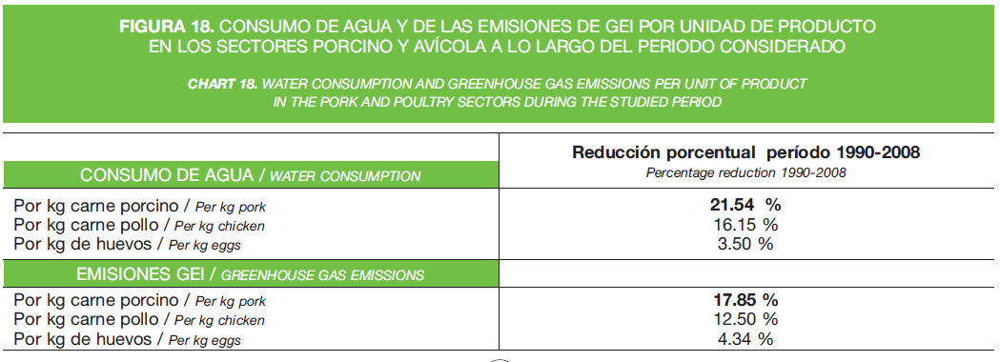 FIGURA 18. CONSUMO DE AGUA Y DE LAS EMISIONES DE GEI POR UNIDAD DE PRODUCTO
EN LOS SECTORES PORCINO Y AVÍCOLA A LO LARGO DEL PERIODO CONSIDERADO
CHART 18. WATER CONSUMPTION AND GREENHOUSE GAS EMISSIONS PER UNIT OF PRODUCT
IN THE PORK AND POULTRY SECTORS DURING THE STUDIED PERIOD
Reducción porcentual período 1990-2008
Percentage reduction 1990-2008
CONSUMO DE AGUA / WATER CONSUMPTION
Por kg carne porcino / Per kg pork 21.54 %
Por kg carne pollo / Per kg chicken 16.15 %
Por kg de huevos / Per kg eggs 3.50 %
EMISIONES GEI / GREENHOUSE GAS EMISSIONS
Por kg carne porcino / Per kg pork 17.85 %
Por kg carne pollo / Per kg chicken 12.50 %
Por kg de huevos / Per kg eggs 4.34 %